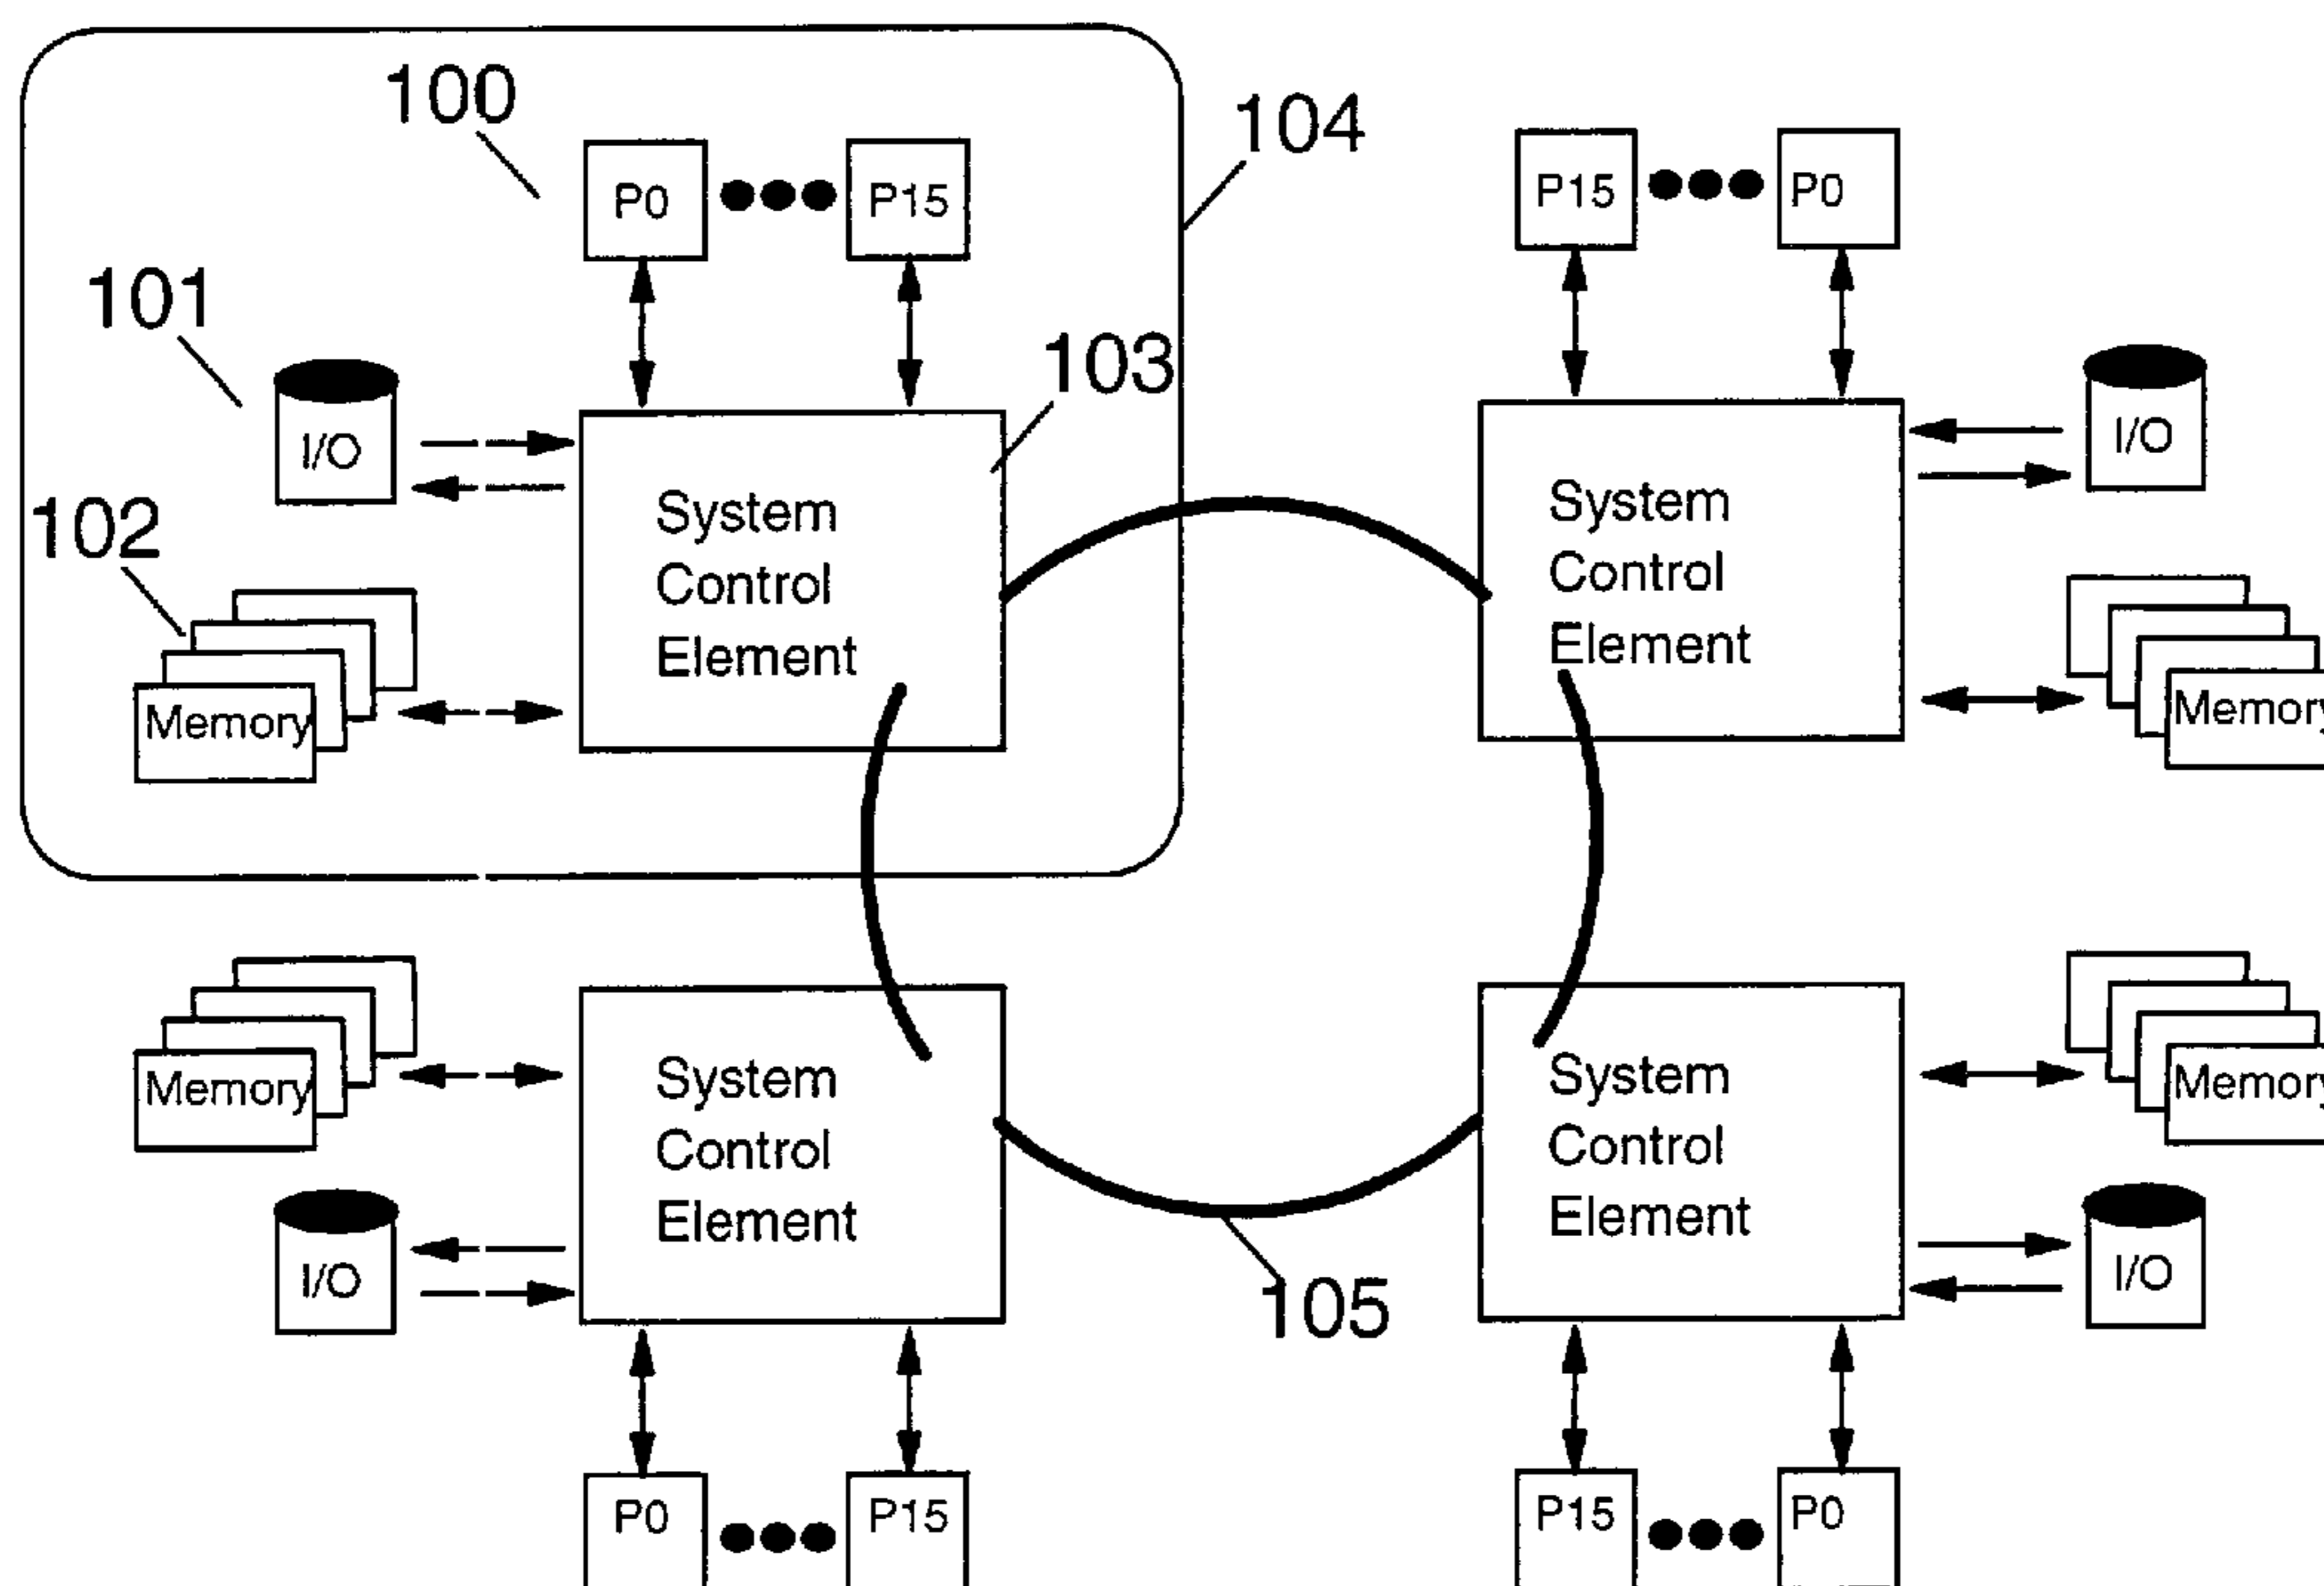 100
104
P0
P15
P15
P0
101
103
I/O
I/O
102
System
Control
Element
System
Control
Element
Memory
Memory
Memory
Memory
System
Control
Element
System
Control
Element
I/O
I/O
105
P0
P15
P15
P0